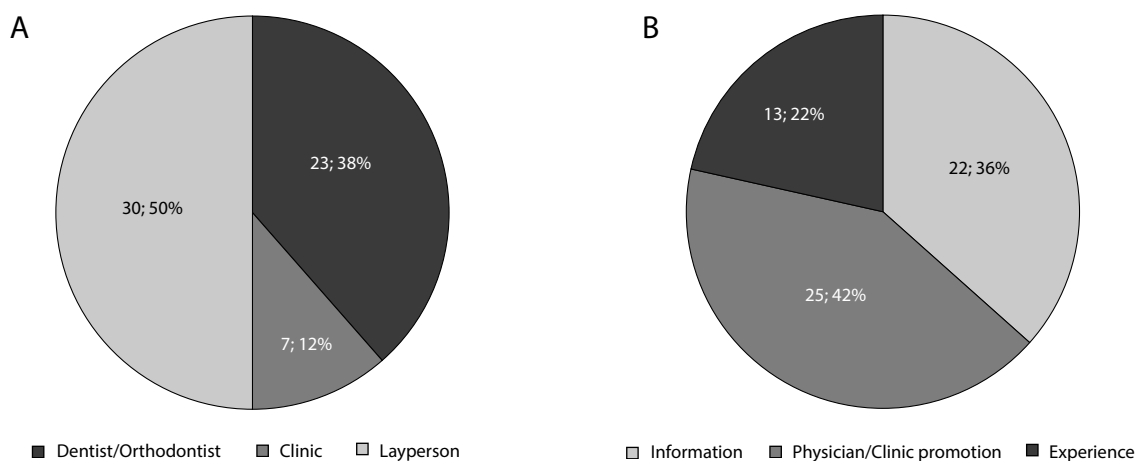 A
23; 38%
30; 50%
7; 12%
Dentist/Orthodontist Clinic Layperson
B
13; 22%
22; 36%
25; 42%
Information Physician/Clinic promotion Experience